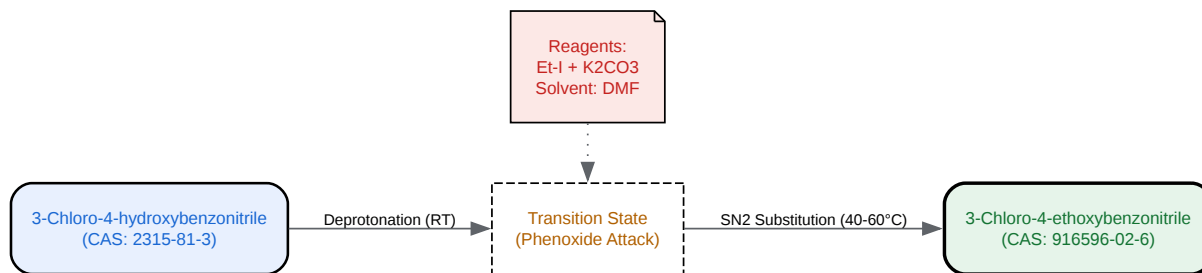 Reagents:
Et-I + K2CO3
Solvent: DMF
3-Chloro-4-hydroxybenzonitrile
(CAS: 2315-81-3)
Deprotonation (RT)
Transition State
(Phenoxide Attack)
SN2 Substitution (40-60°C)
3-Chloro-4-ethoxybenzonitrile
(CAS: 916596-02-6)